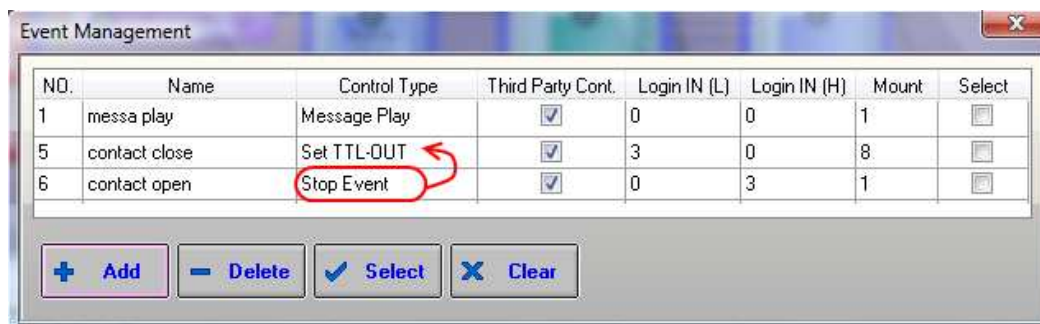 Event Management
NO. Name Control Type Third Party Cont. Login IN (L) Login IN (H) Mount Select
1 messa play Message Play 0 0 1
5 contact close Set TTL-OUT 3 0 8
6 contact open Stop Event 0 3 1
Add Delete Select Clear